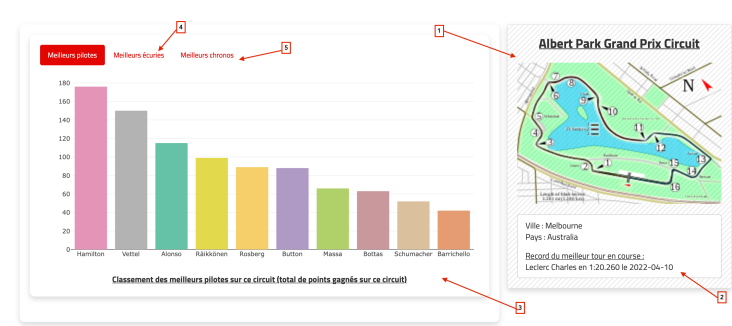 4
5
1
Meilleurs pilotes
Meilleurs écuries
Meilleurs chronos
180
160
140
120
100
80
60
40
20
0
Hamilton
Vettel
Alonso
Räikkönen
Rosberg
Button
Massa
Bottas
Schumacher
Barrichello
Classement des meilleurs pilotes sur ce circuit (total de points gagnés sur ce circuit)
3
Albert Park Grand Prix Circuit
N
7
8
6
9
10
5
4
3
11
12
2
1
15
13
14
16
Ville : Melbourne
Pays : Australia
Record du meilleur tour en course :
Leclerc Charles en 1:20.260 le 2022-04-10
2